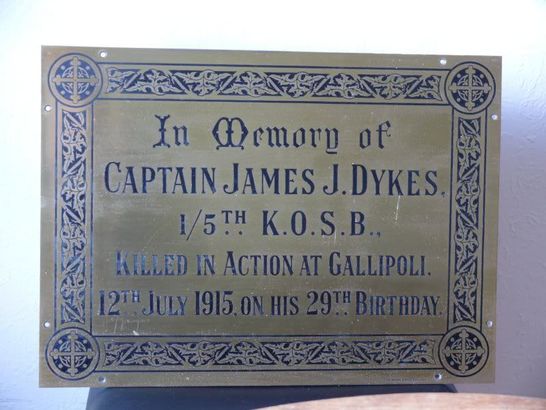 In Memory of
CAPTAIN JAMES J. DYKES,
1/5TH K.O.S.B.,
KILLED IN ACTION AT GALLIPOLI.
12TH JULY 1915, ON HIS 29TH BIRTHDAY.